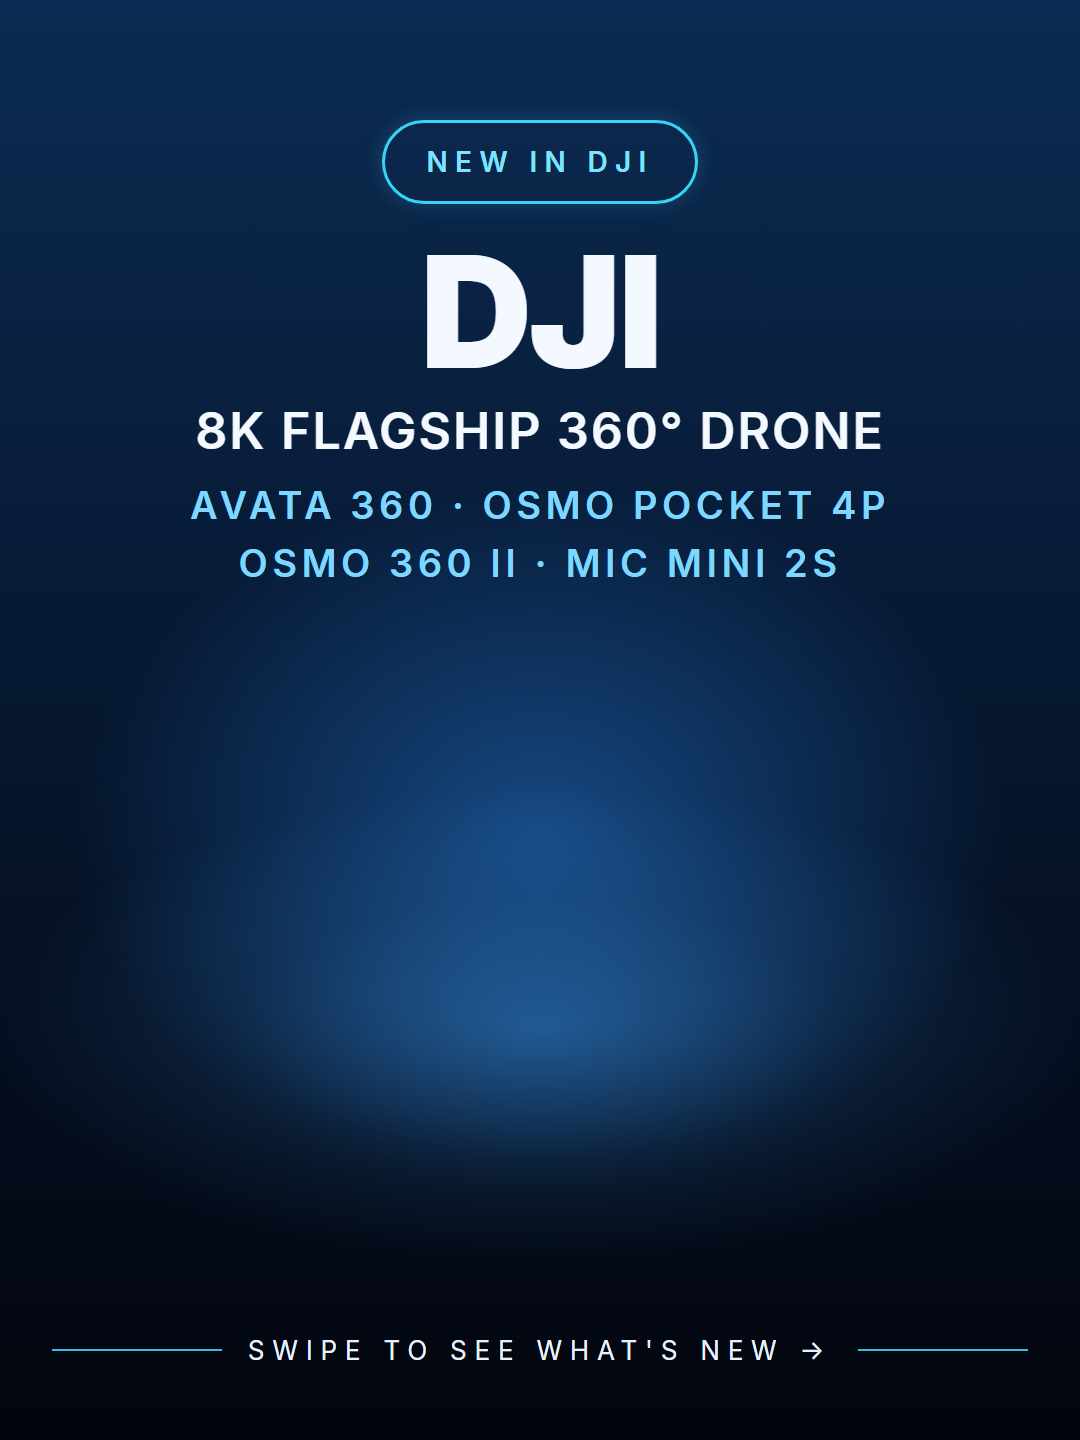 NEW IN DJI
DJI
8K FLAGSHIP 360° DRONE
AVATA 360 · OSMO POCKET 4P
OSMO 360 II · MIC MINI 2S
SWIPE TO SEE WHAT'S NEW →